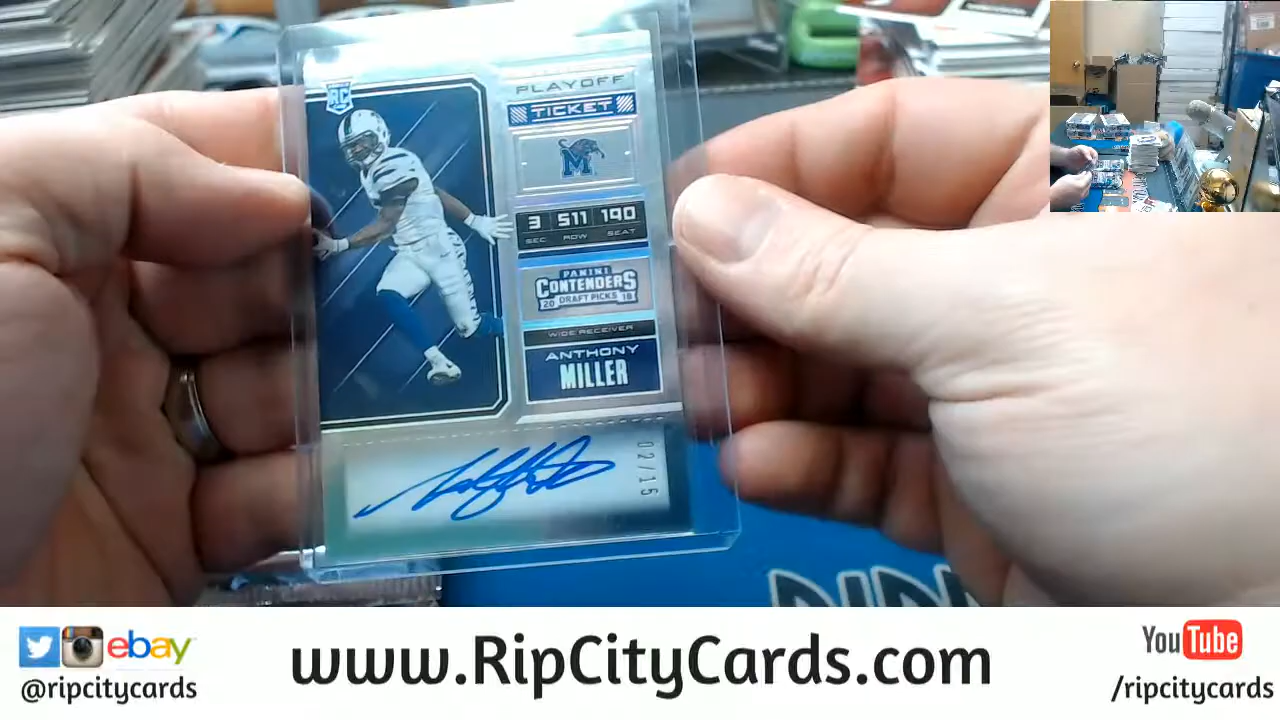 RC
PLAYOFF
TICKET
M
3 511 190
SEC ROW SEAT
PANINI
CONTENDERS
20 DRAFT PICKS 18
WIDE RECEIVER
ANTHONY
MILLER
02/15
ebay
@ripcitycards
www.RipCityCards.com
YouTube
/ripcitycards